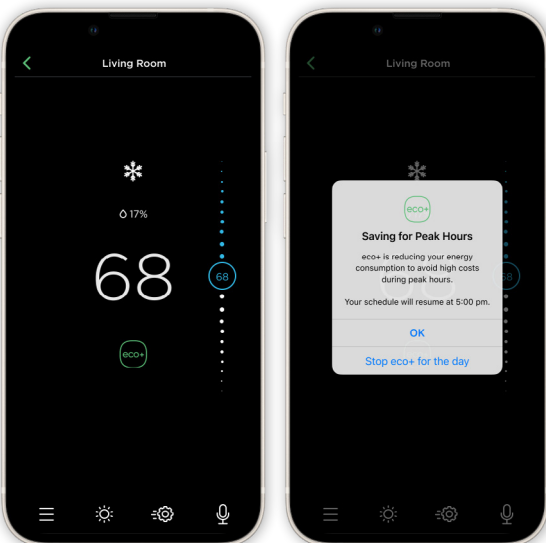 Living Room
17%
68
68
eco+
Living Room
eco+
Saving for Peak Hours
eco+ is reducing your energy
consumption to avoid high costs
during peak hours.
Your schedule will resume at 5:00 pm.
68
OK
Stop eco+ for the day